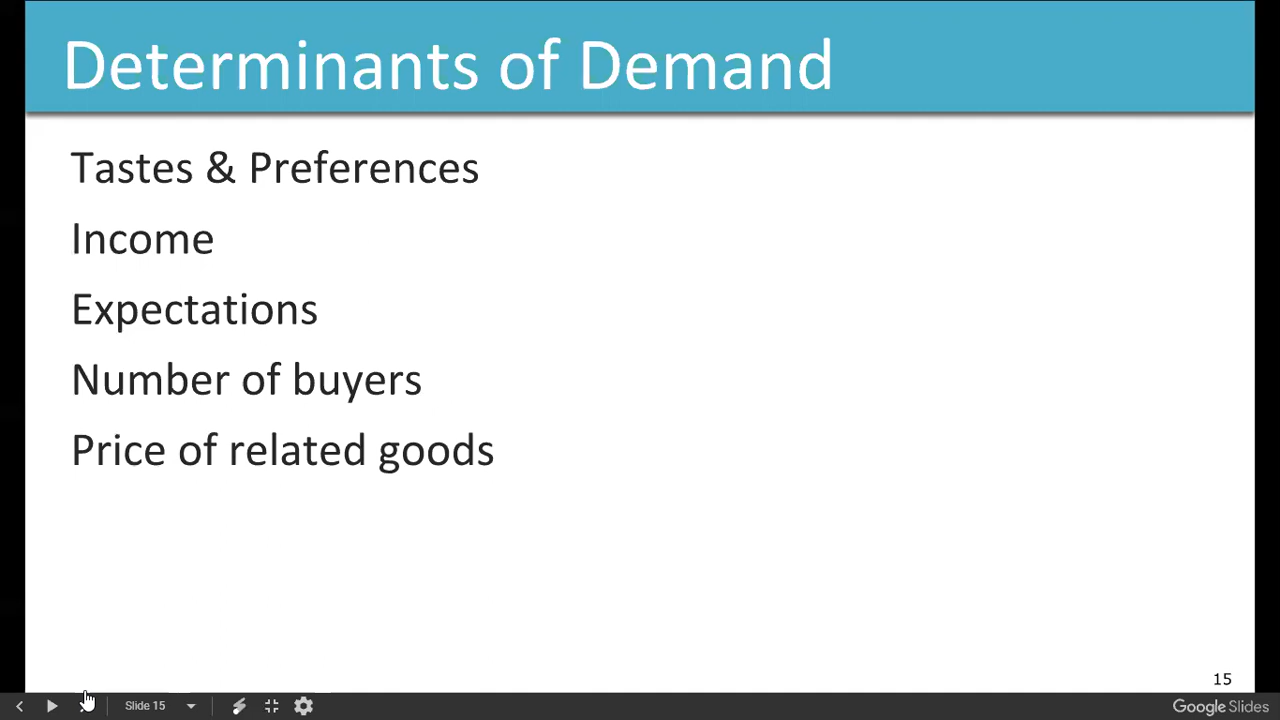 Determinants of Demand
Tastes & Preferences
Income
Expectations
Number of buyers
Price of related goods
15
Slide 15
Google Slides